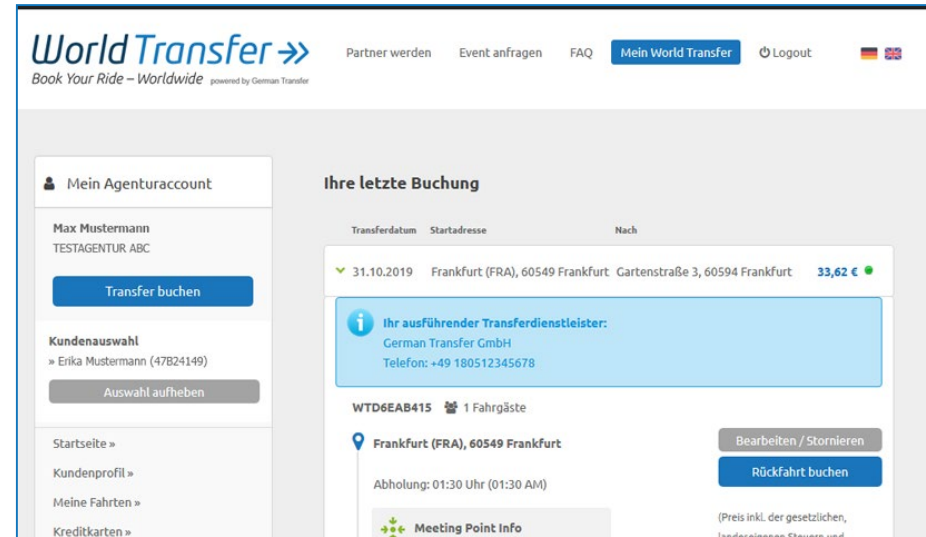 World Transfer
Book Your Ride – Worldwide powered by German Transfer
Partner werden Event anfragen FAQ Mein World Transfer Logout
Mein Agenturaccount
Max Mustermann
TESTAGENTUR ABC
Transfer buchen
Kundenauswahl
» Erika Mustermann (47B24149)
Auswahl aufheben
Startseite »
Kundenprofil »
Meine Fahrten »
Kreditkarten »
Ihre letzte Buchung
Transferdatum Startadresse Nach
31.10.2019 Frankfurt (FRA), 60549 Frankfurt Gartenstraße 3, 60594 Frankfurt 33,62 €
Ihr ausführender Transferdienstleister:
German Transfer GmbH
Telefon: +49 180512345678
WTD6EAB415 1 Fahrgäste
Frankfurt (FRA), 60549 Frankfurt
Abholung: 01:30 Uhr (01:30 AM)
Meeting Point Info
Bearbeiten / Stornieren
Rückfahrt buchen
(Preis inkl. der gesetzlichen,
landeseigenen Steuern und